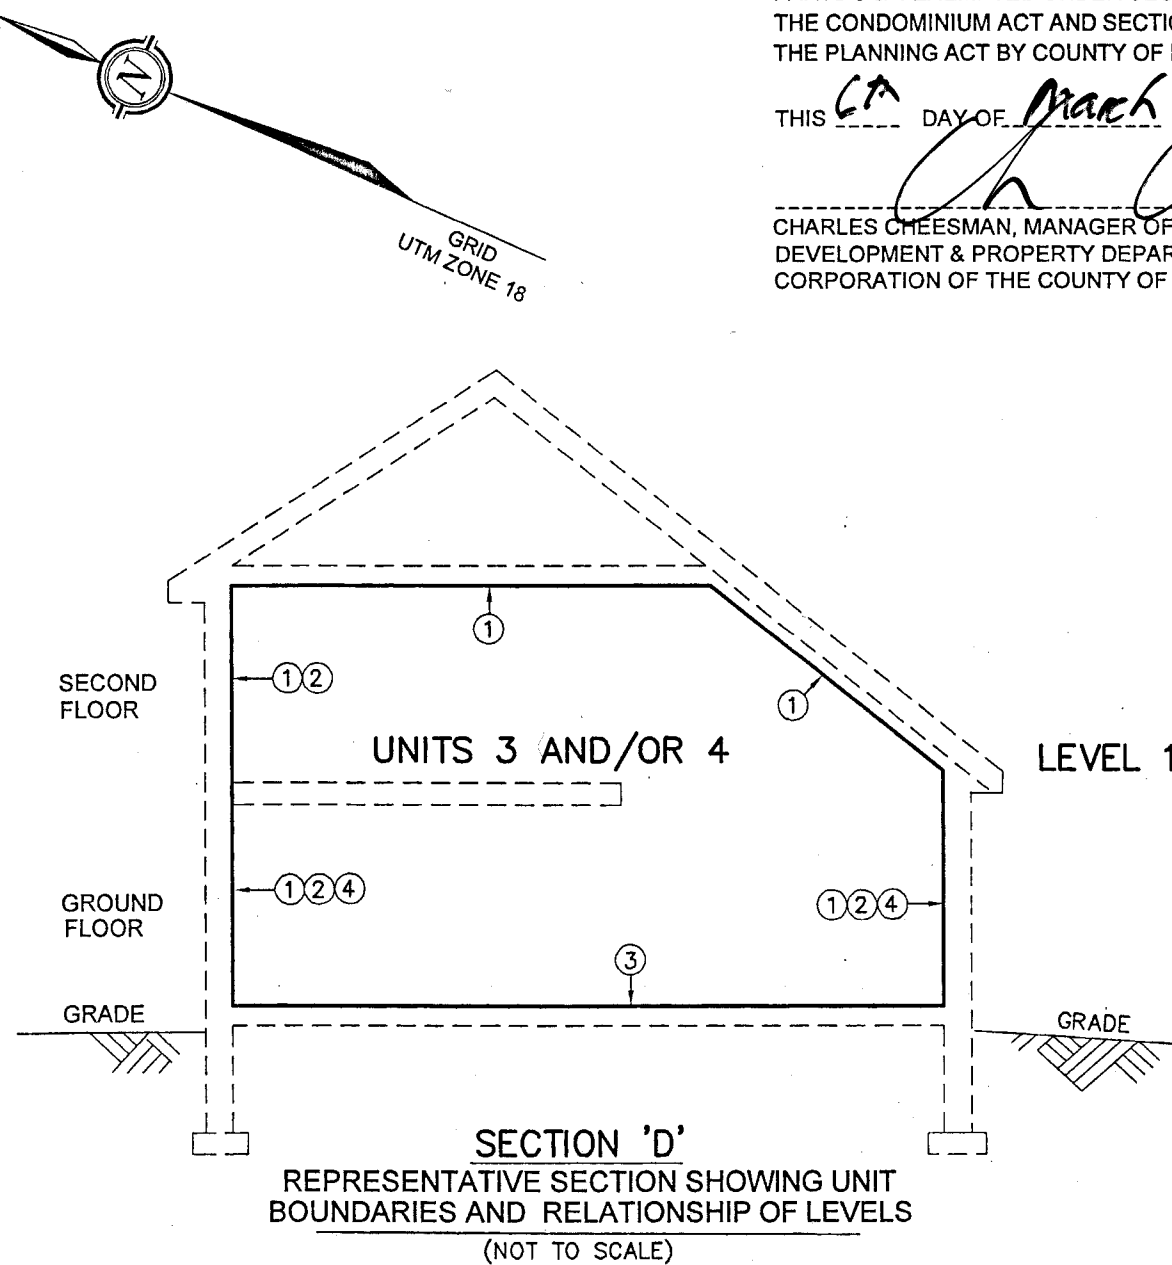 THE CONDOMINIUM ACT AND
THE PLANNING ACT BY COUNTY OF
THIS DAY OF March
CHARLES CHEESMAN, MANAGER OF
DEVELOPMENT & PROPERTY
CORPORATION OF THE COUNTY OF
N
GRID
UTM ZONE 18
1
SECOND
FLOOR
1 2
1
UNITS 3 AND/OR 4
LEVEL 1
GROUND
FLOOR
1 2 4
1 2 4
3
GRADE
GRADE
SECTION 'D'
REPRESENTATIVE SECTION SHOWING UNIT
BOUNDARIES AND RELATIONSHIP OF LEVELS
(NOT TO SCALE)